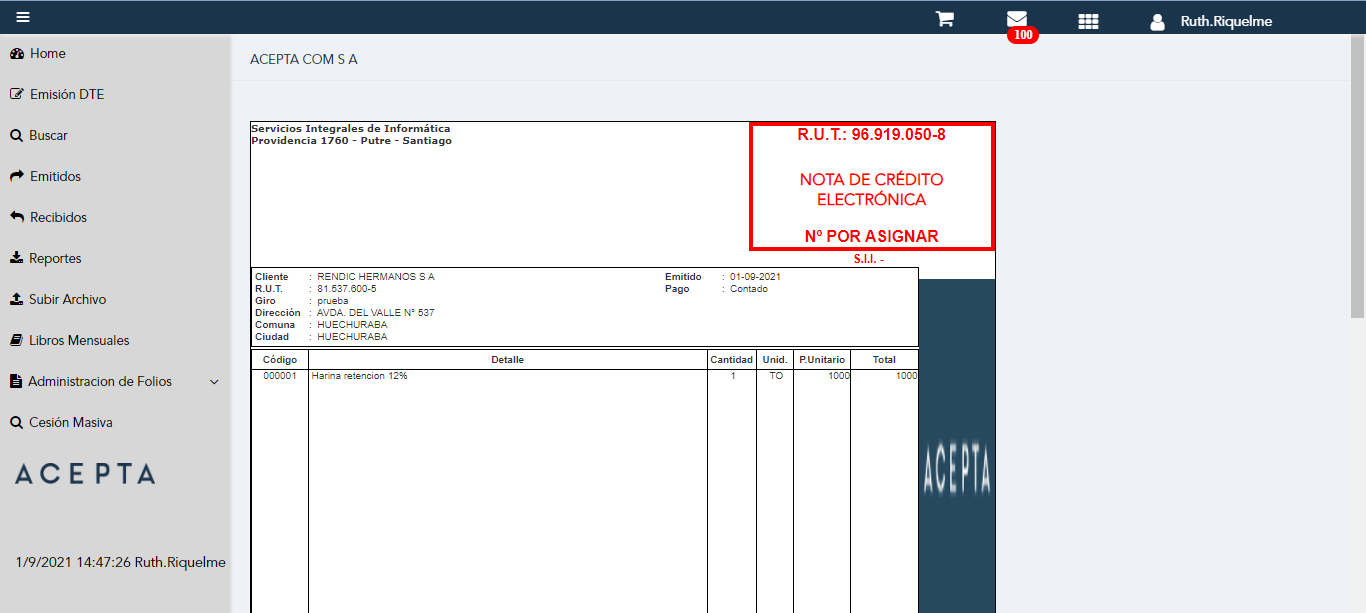 Ruth.Riquelme
100
Home
Emisión DTE
Buscar
Emitidos
Recibidos
Reportes
Subir Archivo
Libros Mensuales
Administracion de Folios
Cesión Masiva
ACEPTA
1/9/2021 14:47:26 Ruth.Riquelme
ACEPTA COM S A
Servicios Integrales de Informática
Providencia 1760 - Putre - Santiago
R.U.T.: 96.919.050-8
NOTA DE CRÉDITO
ELECTRÓNICA
Nº POR ASIGNAR
S.I.I. -
Cliente : RENDIC HERMANOS S A Emitido : 01-09-2021
R.U.T. : 81.537.600-5 Pago : Contado
Giro : prueba
Dirección : AVDA. DEL VALLE N° 537
Comuna : HUECHURABA
Ciudad : HUECHURABA
Código Detalle Cantidad Unid. P.Unitario Total
000001 Harina retencion 12% 1 TO 1000 1000
ACEPTA